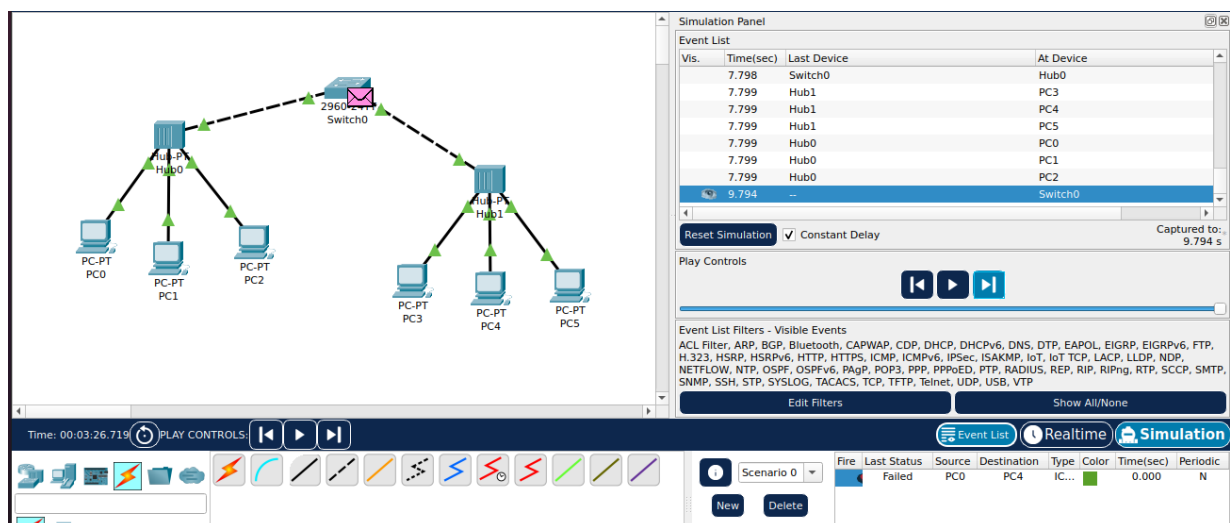 Simulation Panel
Event List
Vis. Time(sec) Last Device At Device
7.798 Switch0 Hub0
7.799 Hub1 PC3
7.799 Hub1 PC4
7.799 Hub1 PC5
7.799 Hub0 PC0
7.799 Hub0 PC1
7.799 Hub0 PC2
9.794 -- Switch0
Reset Simulation Constant Delay
Captured to:
9.794 s
Play Controls
Event List Filters - Visible Events
ACL Filter, ARP, BGP, Bluetooth, CAPWAP, CDP, DHCP, DHCPv6, DNS, DTP, EAPOL, EIGRP, EIGRPv6, FTP,
H.323, HSRP, HSRPv6, HTTP, HTTPS, ICMP, ICMPv6, IPSec, ISAKMP, IoT, IoT TCP, LACP, LLDP, NDP,
NETFLOW, NTP, OSPF, OSPFv6, PAgP, POP3, PPP, PPPoED, PTP, RADIUS, REP, RIP, RIPng, RTP, SCCP, SMTP,
SNMP, SSH, STP, SYSLOG, TACACS, TCP, TFTP, Telnet, UDP, USB, VTP
Edit Filters Show All/None
Switch0
Hub-PT
Hub0
Hub-PT
Hub1
PC-PT
PC0
PC-PT
PC1
PC-PT
PC2
PC-PT
PC3
PC-PT
PC4
PC-PT
PC5
Time: 00:03:26.719 PLAY CONTROLS:
Event List Realtime Simulation
Scenario 0
New Delete
Fire Last Status Source Destination Type Color Time(sec) Periodic
Failed PC0 PC4 IC... 0.000 N